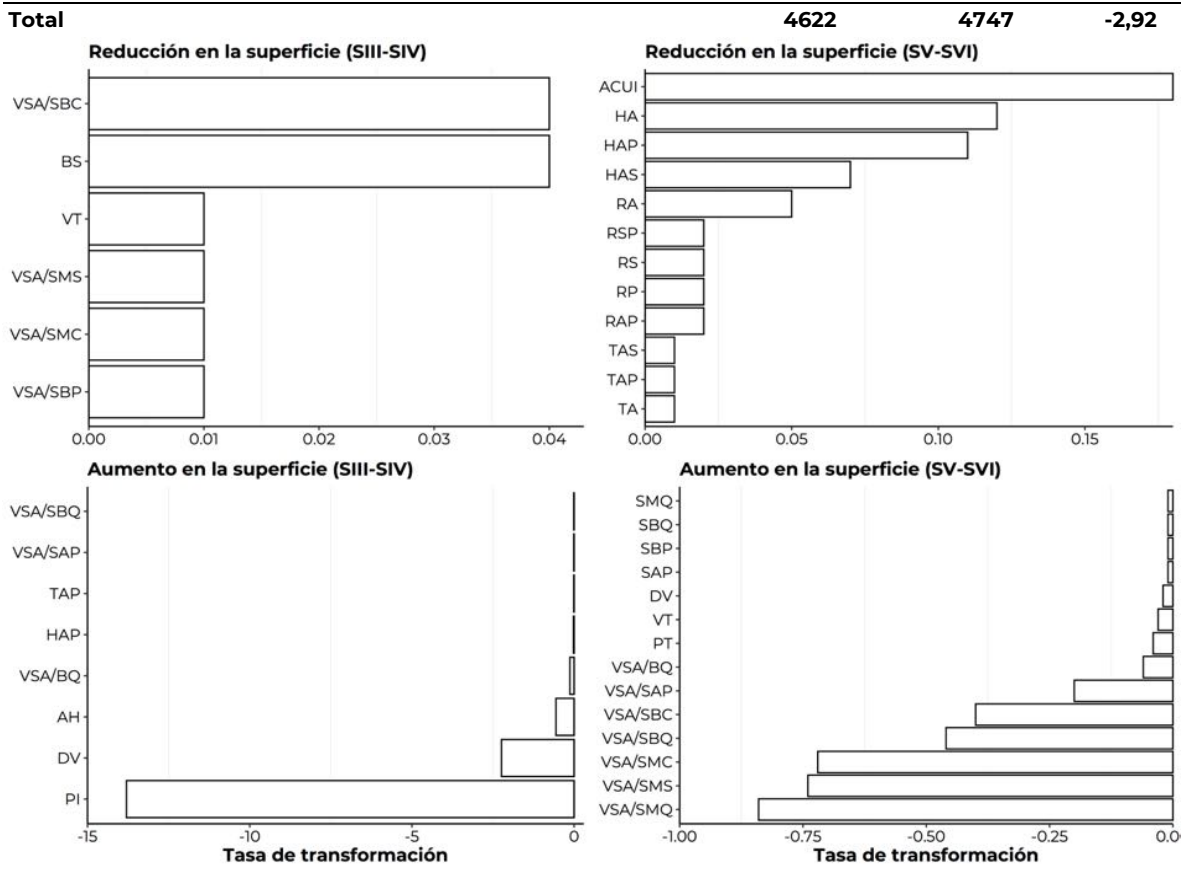 Total 4622 4747 -2,92
Reducción en la superficie (SIII-SIV)
VSA/SBC
BS
VT
VSA/SMS
VSA/SMC
VSA/SBP
0.00 0.01 0.02 0.03 0.04
Reducción en la superficie (SV-SVI)
ACUI
HA
HAP
HAS
RA
RSP
RS
RP
RAP
TAS
TAP
TA
0.00 0.05 0.10 0.15
Aumento en la superficie (SIII-SIV)
VSA/SBQ
VSA/SAP
TAP
HAP
VSA/BQ
AH
DV
PI
-15 -10 -5 0
Tasa de transformación
Aumento en la superficie (SV-SVI)
SMQ
SBQ
SBP
SAP
DV
VT
PT
VSA/BQ
VSA/SAP
VSA/SBC
VSA/SBQ
VSA/SMC
VSA/SMS
VSA/SMQ
-1.00 -0.75 -0.50 -0.25 0.0
Tasa de transformación